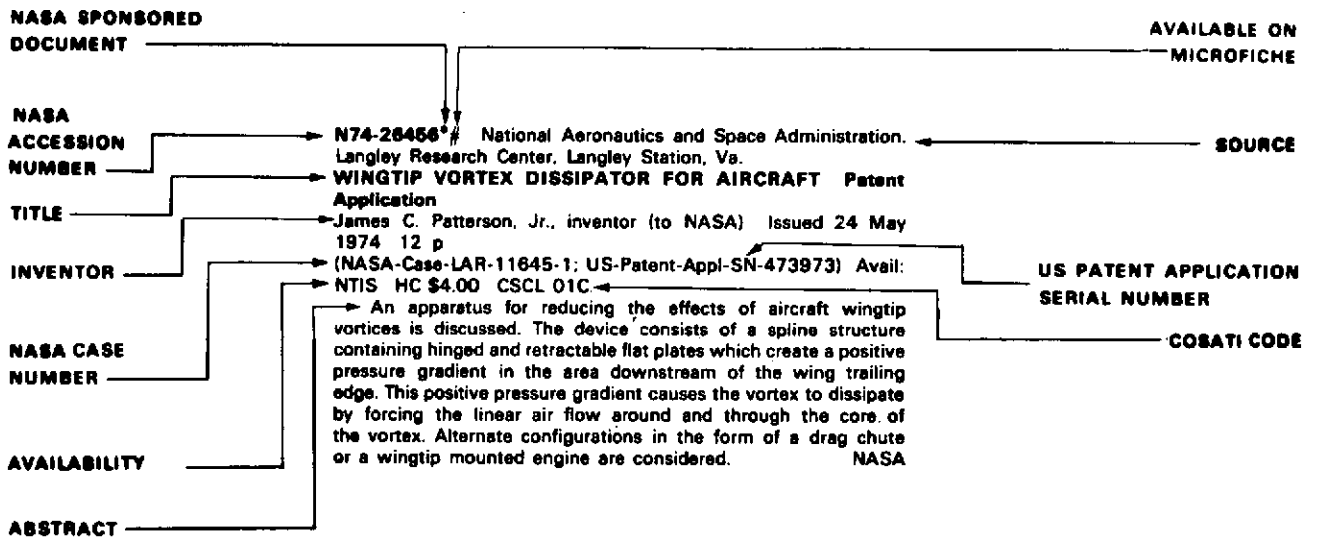 NASA SPONSORED
DOCUMENT
AVAILABLE ON
MICROFICHE
NASA
ACCESSION
NUMBER
N74-26456*# National Aeronautics and Space Administration.
Langley Research Center, Langley Station, Va.
SOURCE
TITLE
WINGTIP VORTEX DISSIPATOR FOR AIRCRAFT Patent
Application
INVENTOR
James C. Patterson, Jr., inventor (to NASA) Issued 24 May
1974 12 p
NASA CASE
NUMBER
(NASA-Case-LAR-11645-1; US-Patent-Appl-SN-473973) Avail:
NTIS HC $4.00 CSCL 01C
US PATENT APPLICATION
SERIAL NUMBER
COSATI CODE
An apparatus for reducing the effects of aircraft wingtip
vortices is discussed. The device consists of a spline structure
containing hinged and retractable flat plates which create a positive
pressure gradient in the area downstream of the wing trailing
edge. This positive pressure gradient causes the vortex to dissipate
by forcing the linear air flow around and through the core of
the vortex. Alternate configurations in the form of a drag chute
or a wingtip mounted engine are considered. NASA
AVAILABILITY
ABSTRACT